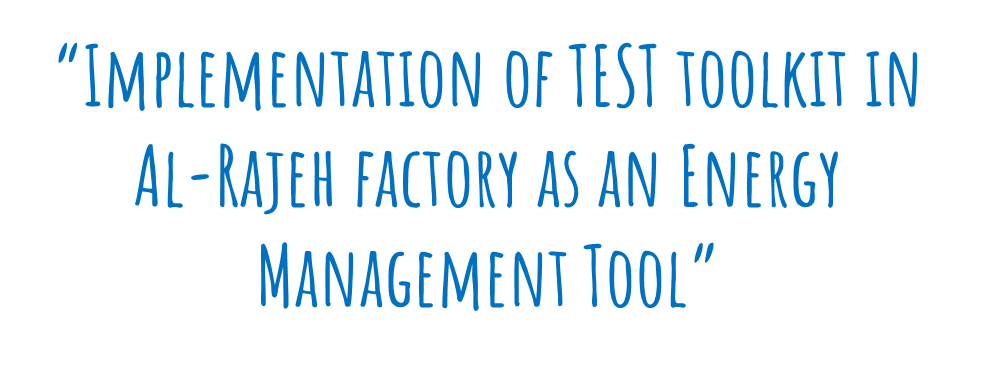 “Implementation of TEST toolkit in
Al-Rajeh factory as an Energy
Management Tool”